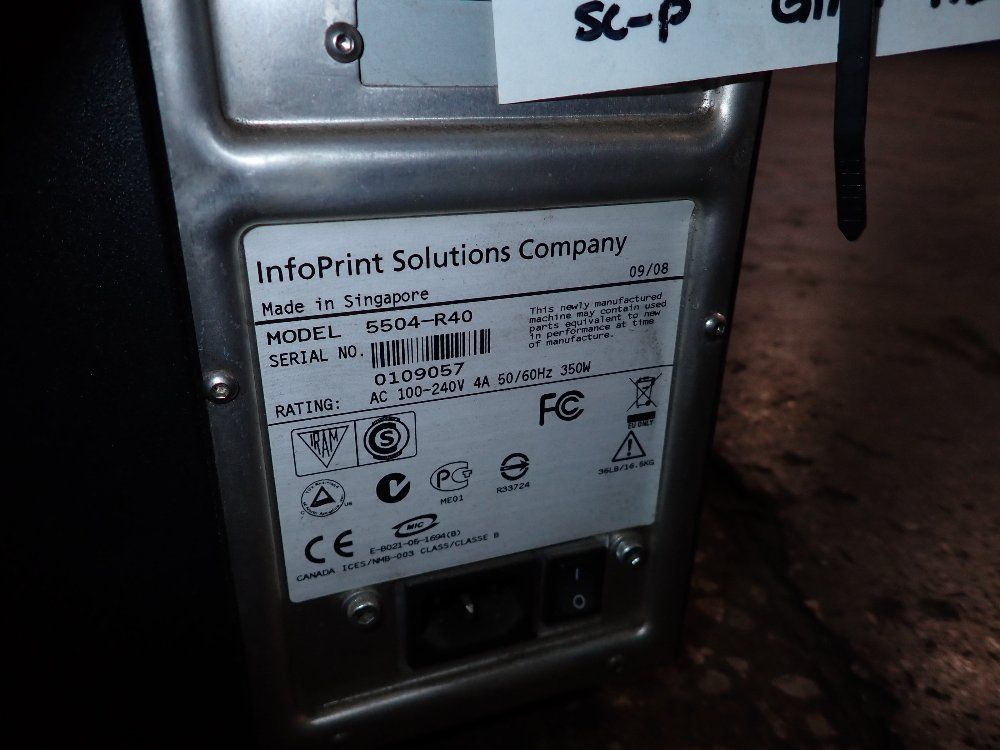 SC-P
InfoPrint Solutions Company
Made in Singapore
09/08
MODEL 5504-R40
SERIAL NO.
0109057
This newly manufactured
machine may contain used
parts equivalent to new
in performance at time
of manufacture.
RATING: AC 100-240V 4A 50/60Hz 350W
IRAM
S
FC
EU ONLY
36LB/16.5KG
US
PG
ME01
R33724
CE
MIC
E-B021-06-1694(B)
CANADA ICES/NMB-003 CLASS/CLASSE B
I
O